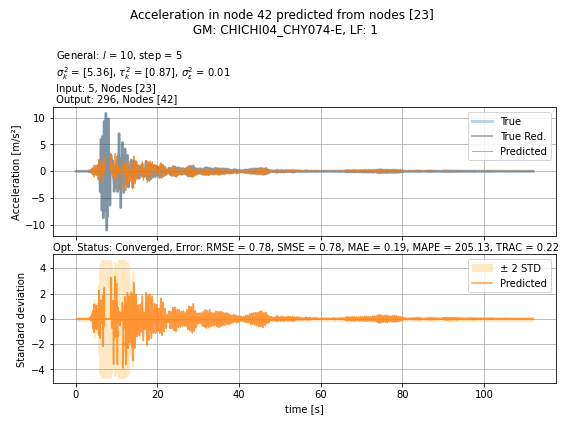 Acceleration in node 42 predicted from nodes [23]
GM: CHICHI04_CHY074-E, LF: 1
General: l = 10, step = 5
σ²ₖ = [5.36], τ²ₖ = [0.87], σ²ε = 0.01
Input: 5, Nodes [23]
Output: 296, Nodes [42]
Acceleration [m/s²]
10
5
0
−5
−10
True
True Red.
Predicted
Opt. Status: Converged, Error: RMSE = 0.78, SMSE = 0.78, MAE = 0.19, MAPE = 205.13, TRAC = 0.22
Standard deviation
4
2
0
−2
−4
± 2 STD
Predicted
0 20 40 60 80 100
time [s]